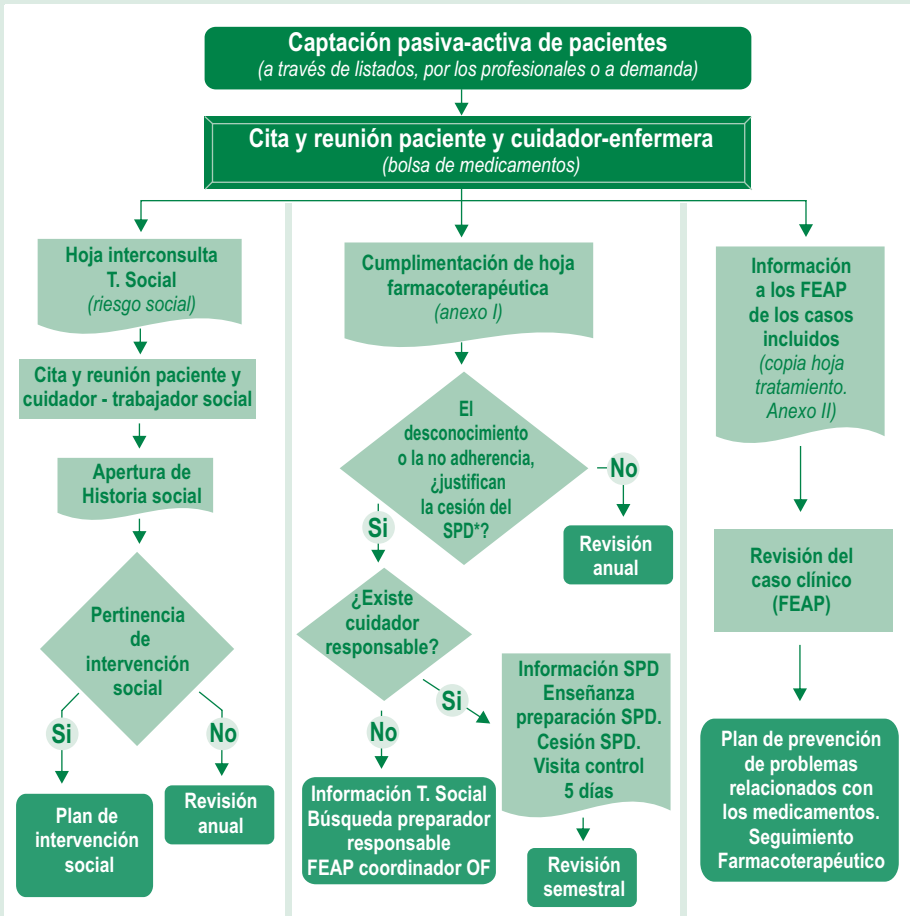 Captación pasiva-activa de pacientes
(a través de listados, por los profesionales o a demanda)
Cita y reunión paciente y cuidador-enfermera
(bolsa de medicamentos)
Hoja interconsulta
T. Social
(riesgo social)
Cita y reunión paciente y
cuidador - trabajador social
Apertura de
Historia social
Pertinencia
de
intervención
social
Si
No
Plan de
intervención
social
Revisión
anual
Cumplimentación de hoja
farmacoterapéutica
(anexo I)
El
desconocimiento
o la no adherencia,
¿justifican
la cesión del
SPD*?
No
Si
Revisión
anual
¿Existe
cuidador
responsable?
Si
No
Información T. Social
Búsqueda preparador
responsable
FEAP coordinador OF
Información SPD
Enseñanza
preparación SPD.
Cesión SPD.
Visita control
5 días
Revisión
semestral
Información
a los FEAP
de los casos
incluidos
(copia hoja
tratamiento.
Anexo II)
Revisión del
caso clínico
(FEAP)
Plan de prevención
de problemas
relacionados con
los medicamentos.
Seguimiento
Farmacoterapéutico